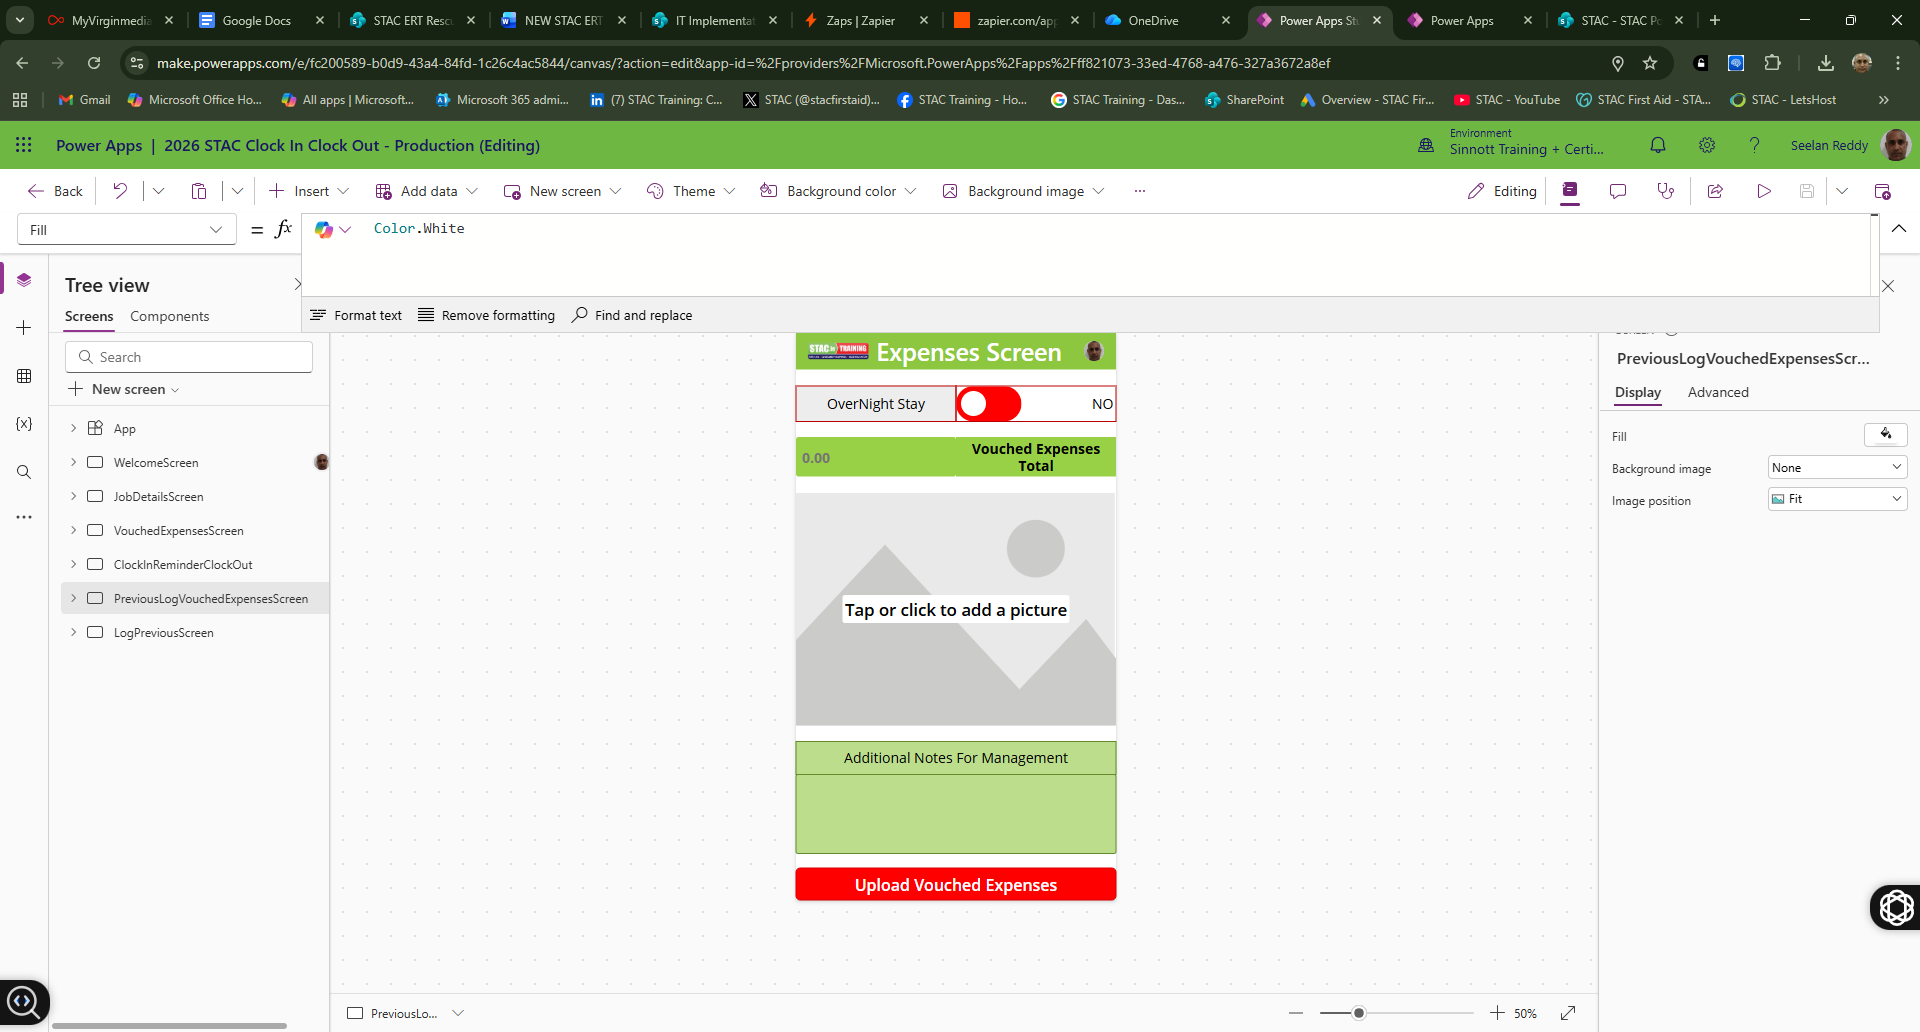 MyVirginmedia
Google Docs
STAC ERT Rescu
NEW STAC ERT
IT Implementat
Zaps | Zapier
zapier.com/app
OneDrive
Power Apps Stu
Power Apps
STAC - STAC Po
make.powerapps.com/e/fc200589-b0d9-43a4-84fd-1c26c4ac5844/canvas/?action=edit&app-id=%2Fproviders%2FMicrosoft.PowerApps%2Fapps%2Fff821073-33ed-4768-a476-327a3672a8ef
Gmail
Microsoft Office Ho...
All apps | Microsoft...
Microsoft 365 admi...
(7) STAC Training: C...
STAC (@stacfirstaid)...
STAC Training - Ho...
STAC Training - Das...
SharePoint
Overview - STAC Fir...
STAC - YouTube
STAC First Aid - STA...
STAC - LetsHost
Power Apps | 2026 STAC Clock In Clock Out - Production (Editing)
Environment
Sinnott Training + Certi...
Seelan Reddy
Back
Insert
Add data
New screen
Theme
Background color
Background image
Editing
Fill
= fx
Color.White
Format text
Remove formatting
Find and replace
Tree view
Screens
Components
Search
New screen
App
WelcomeScreen
JobDetailsScreen
VouchedExpensesScreen
ClockInReminderClockOut
PreviousLogVouchedExpensesScreen
LogPreviousScreen
STAC TRAINING
Expenses Screen
OverNight Stay
NO
0.00
Vouched Expenses
Total
Tap or click to add a picture
Additional Notes For Management
Upload Vouched Expenses
PreviousLogVouchedExpensesScr...
Display
Advanced
Fill
Background image
None
Image position
Fit
PreviousLo...
50%